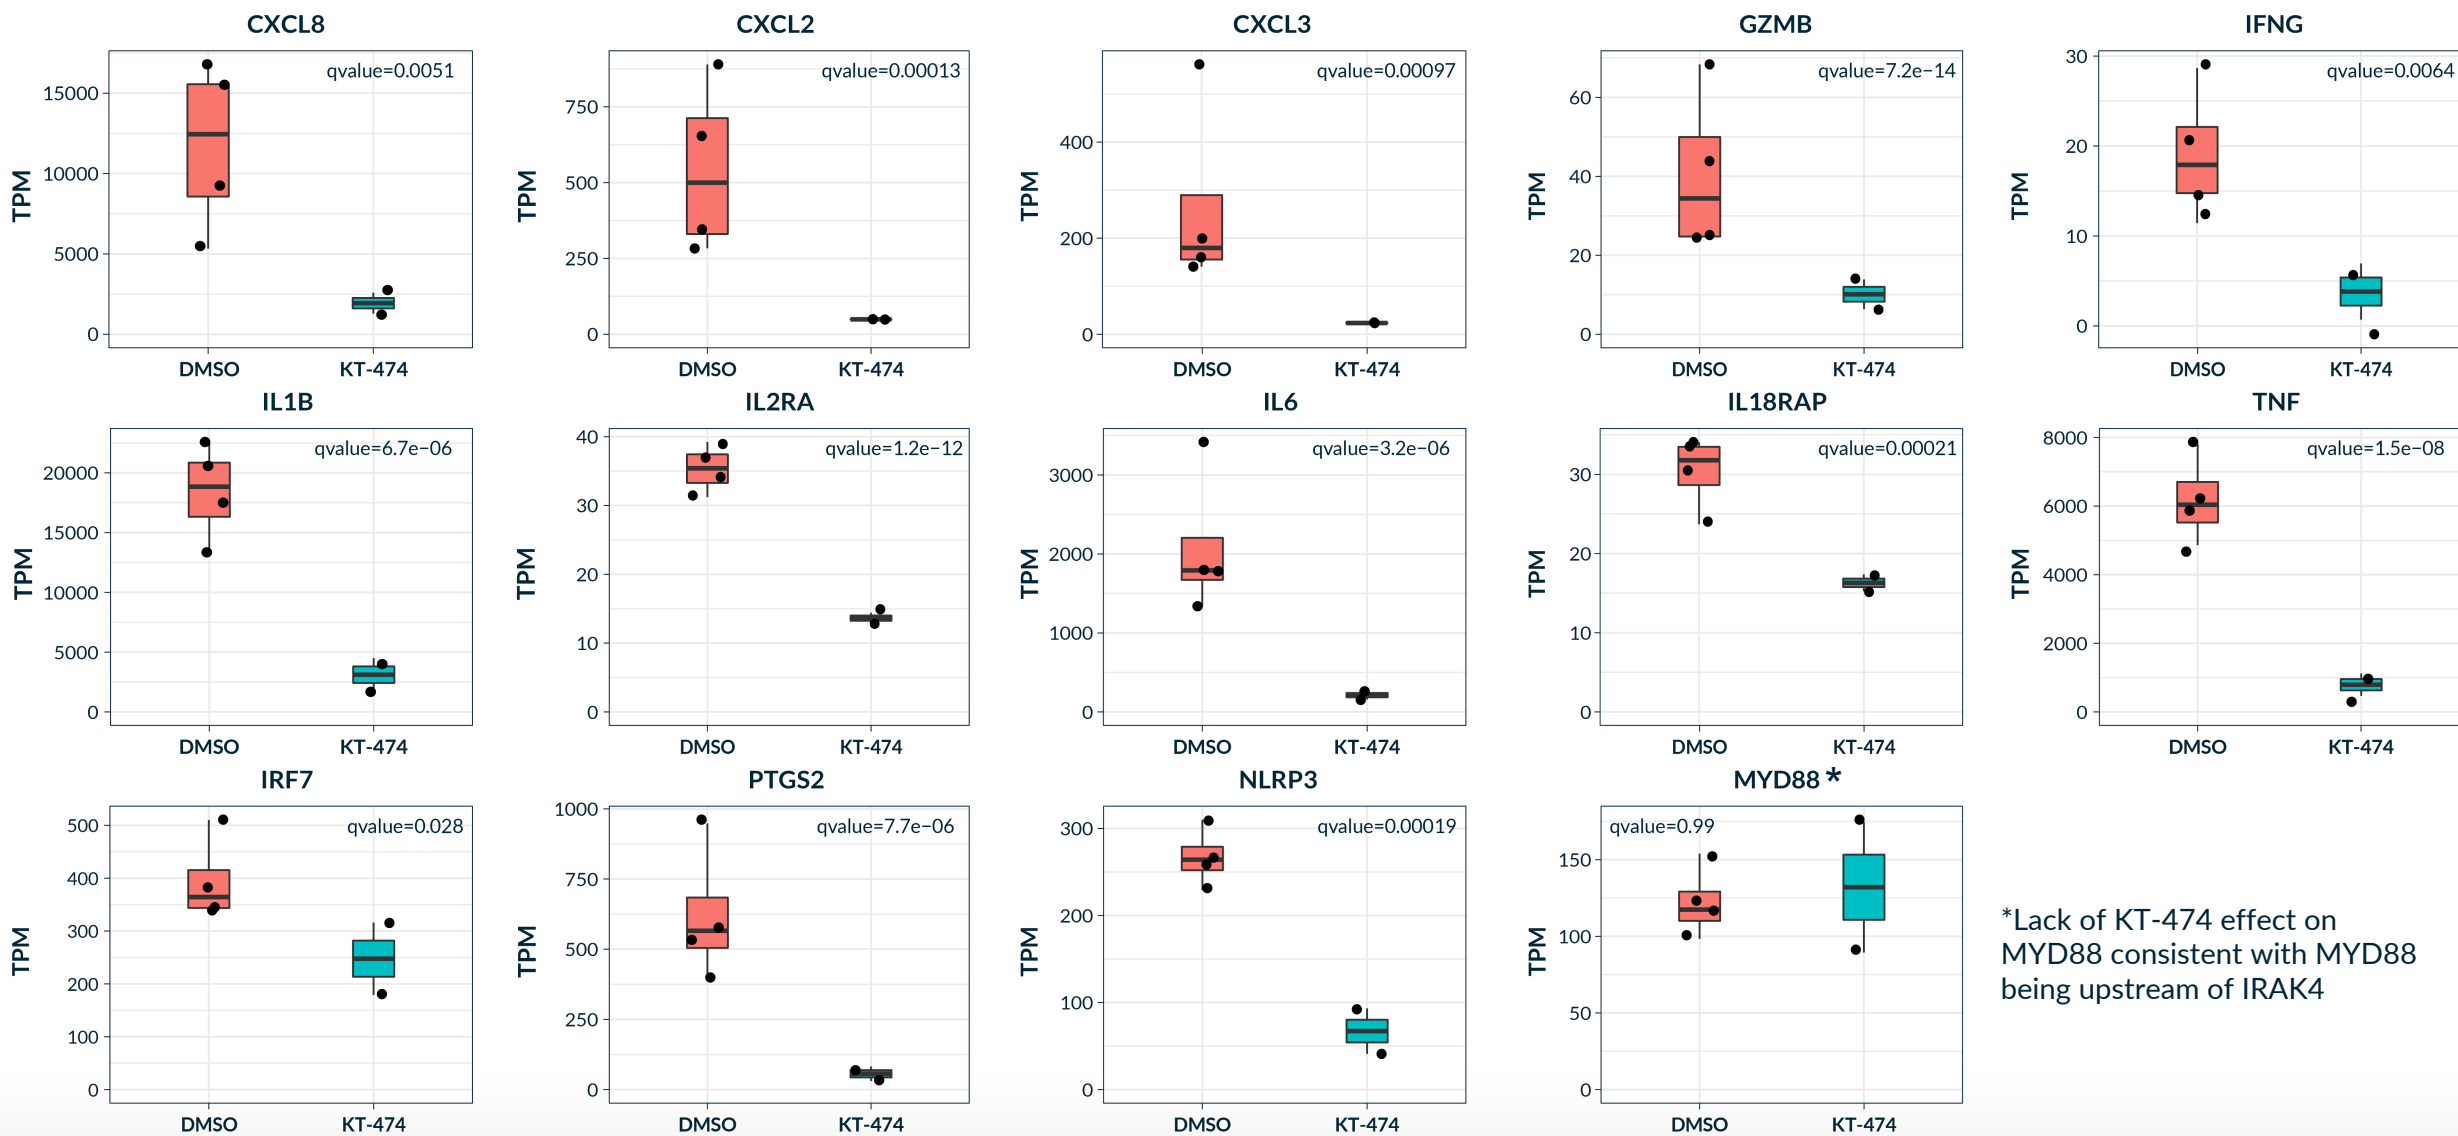 CXCL8
qvalue=0.0051
TPM
15000
10000
5000
0
DMSO
KT-474
CXCL2
qvalue=0.00013
TPM
750
500
250
0
DMSO
KT-474
CXCL3
qvalue=0.00097
TPM
400
200
0
DMSO
KT-474
GZMB
qvalue=7.2e−14
TPM
60
40
20
0
DMSO
KT-474
IFNG
qvalue=0.0064
TPM
30
20
10
0
DMSO
KT-474
IL1B
qvalue=6.7e−06
TPM
20000
15000
10000
5000
0
DMSO
KT-474
IL2RA
qvalue=1.2e−12
TPM
40
30
20
10
0
DMSO
KT-474
IL6
qvalue=3.2e−06
TPM
3000
2000
1000
0
DMSO
KT-474
IL18RAP
qvalue=0.00021
TPM
30
20
10
0
DMSO
KT-474
TNF
qvalue=1.5e−08
TPM
8000
6000
4000
2000
0
DMSO
KT-474
IRF7
qvalue=0.028
TPM
500
400
300
200
100
0
DMSO
KT-474
PTGS2
qvalue=7.7e−06
TPM
1000
750
500
250
0
DMSO
KT-474
NLRP3
qvalue=0.00019
TPM
300
200
100
0
DMSO
KT-474
MYD88 *
qvalue=0.99
TPM
150
100
50
0
DMSO
KT-474
*Lack of KT-474 effect on
MYD88 consistent with MYD88
being upstream of IRAK4